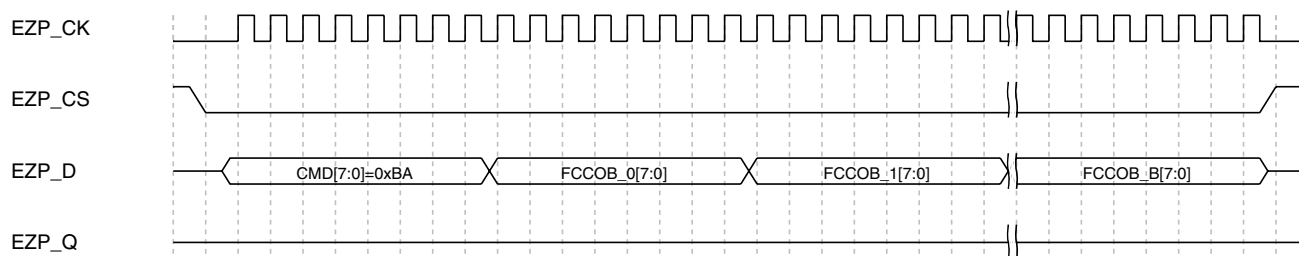 EZP_CK
EZP_CS
EZP_D CMD[7:0]=0xBA FCCOB_0[7:0] FCCOB_1[7:0] FCCOB_B[7:0]
EZP_Q